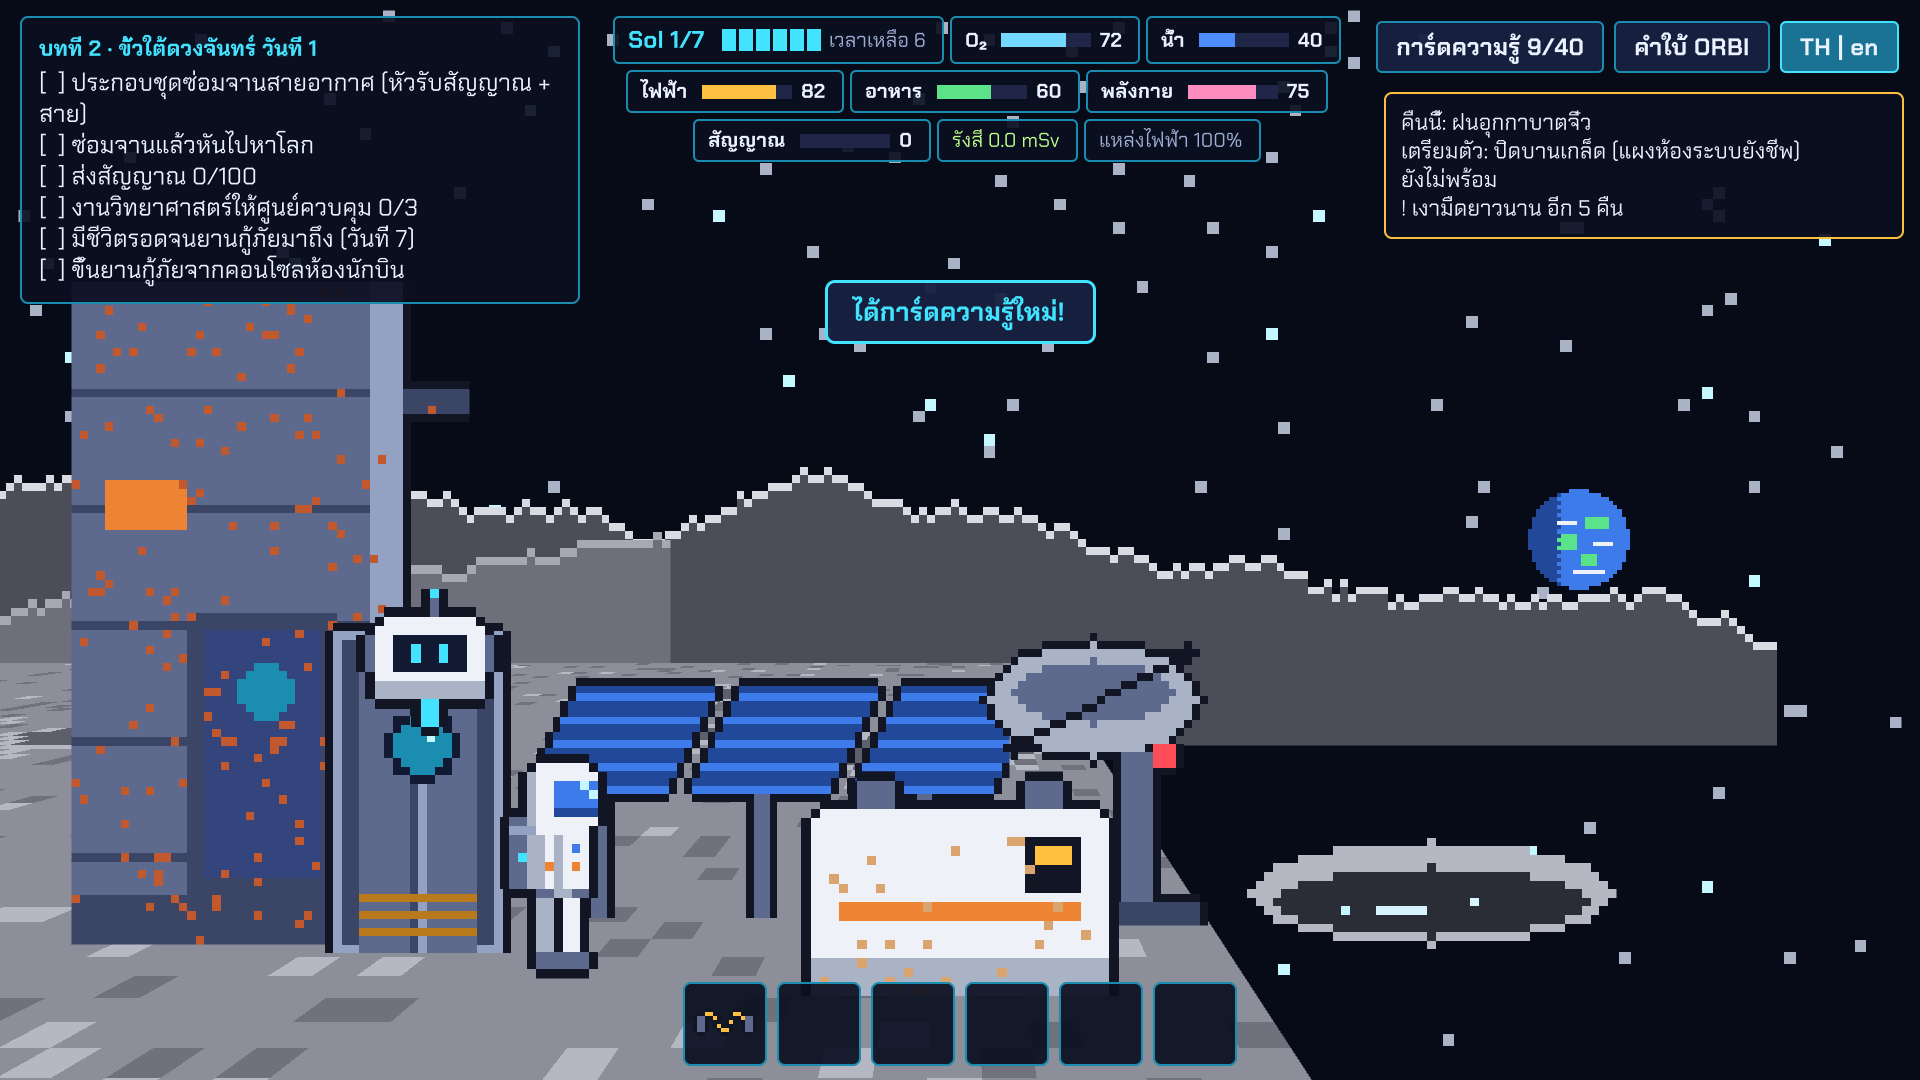 บทที่ 2 · ขั้วใต้ดวงจันทร์ วันที่ 1
[ ] ประกอบชุดซ่อมจานสายอากาศ (หัวรับสัญญาณ +
สาย)
[ ] ซ่อมจานแล้วหันไปหาโลก
[ ] ส่งสัญญาณ 0/100
[ ] งานวิทยาศาสตร์ให้ศูนย์ควบคุม 0/3
[ ] มีชีวิตรอดจนยานกู้ภัยมาถึง (วันที่ 7)
[ ] ขึ้นยานกู้ภัยจากคอนโซลห้องนักบิน
Sol 1/7 เวลาเหลือ 6
O₂ 72
น้ำ 40
ไฟฟ้า 82
อาหาร 60
พลังกาย 75
สัญญาณ 0
รังสี 0.0 mSv
แหล่งไฟฟ้า 100%
การ์ดความรู้ 9/40
คำใบ้ ORBI
TH | en
คืนนี้: ฝนอุกกาบาตจิ๋ว
เตรียมตัว: ปิดบานเกล็ด (แผงห้องระบบยังชีพ)
ยังไม่พร้อม
! เงามืดยาวนาน อีก 5 คืน
ได้การ์ดความรู้ใหม่!